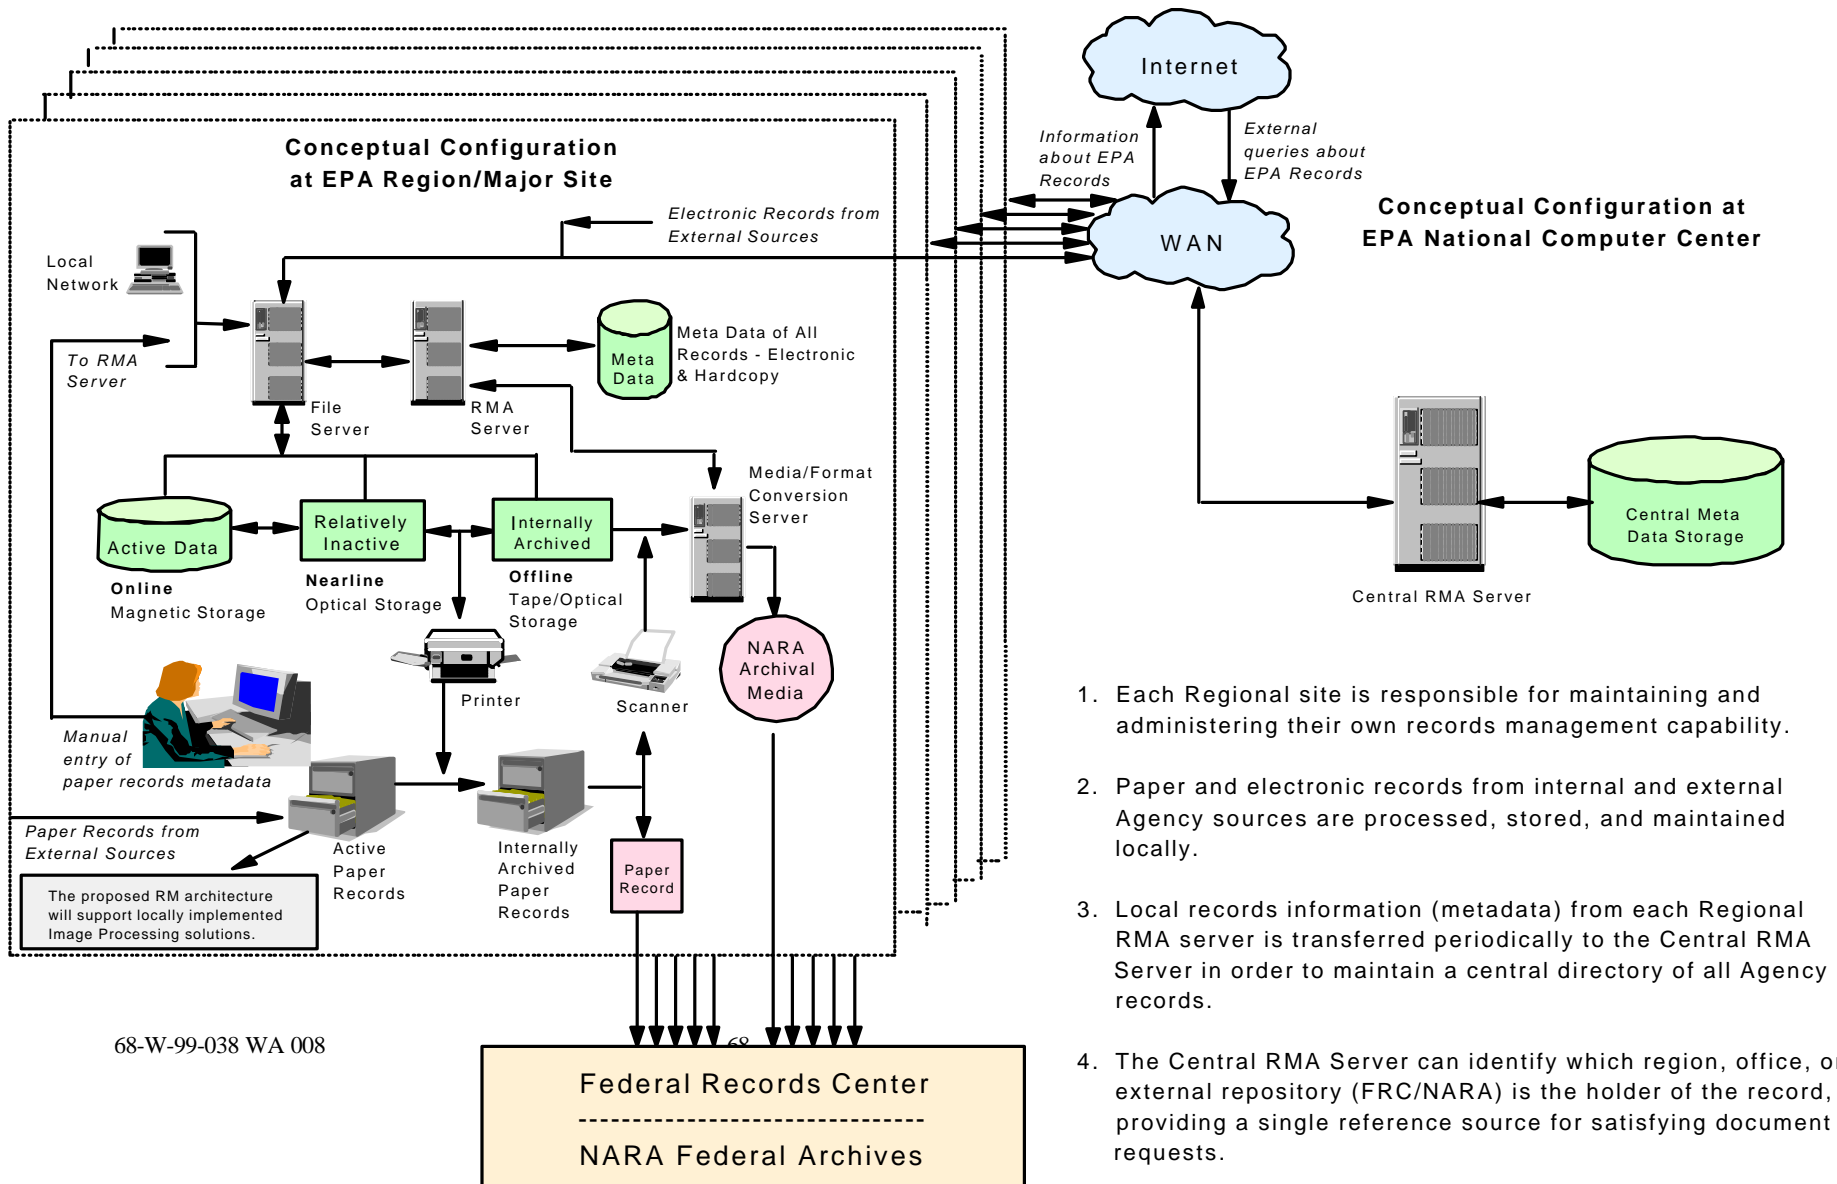 Internet
Information
about EPA
Records
External
queries about
EPA Records
WAN
Conceptual Configuration
at EPA Region/Major Site
Electronic Records from
External Sources
Local
Network
To RMA
Server
File
Server
RMA
Server
Meta
Data
Meta Data of All
Records - Electronic
& Hardcopy
Media/Format
Conversion
Server
Active Data
Relatively
Inactive
Internally
Archived
Online
Magnetic Storage
Nearline
Optical Storage
Offline
Tape/Optical
Storage
Printer
Scanner
NARA
Archival
Media
Manual
entry of
paper records metadata
Paper Records from
External Sources
Active
Paper
Records
Internally
Archived
Paper
Records
Paper
Record
The proposed RM architecture
will support locally implemented
Image Processing solutions.
Conceptual Configuration at
EPA National Computer Center
Central RMA Server
Central Meta
Data Storage
1. Each Regional site is responsible for maintaining and
administering their own records management capability.
2. Paper and electronic records from internal and external
Agency sources are processed, stored, and maintained
locally.
3. Local records information (metadata) from each Regional
RMA server is transferred periodically to the Central RMA
Server in order to maintain a central directory of all Agency
records.
4. The Central RMA Server can identify which region, office, or
external repository (FRC/NARA) is the holder of the record,
providing a single reference source for satisfying document
requests.
68-W-99-038 WA 008
68
Federal Records Center
NARA Federal Archives